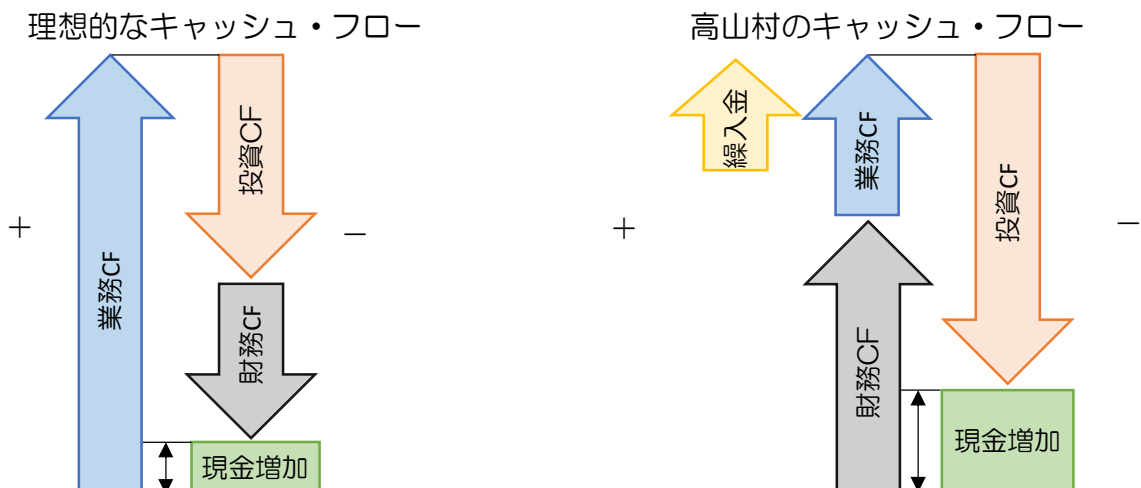 理想的なキャッシュ・フロー
＋
業務CF
投資CF
財務CF
－
現金増加
高山村のキャッシュ・フロー
＋
繰入金
業務CF
財務CF
投資CF
－
現金増加